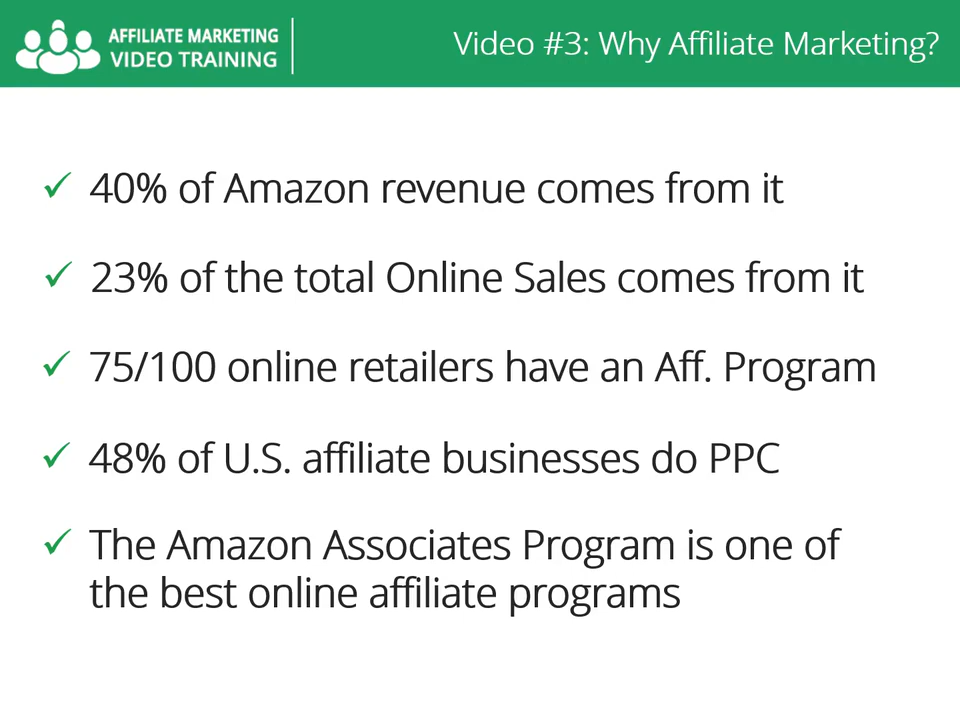 AFFILIATE MARKETING
VIDEO TRAINING
Video #3: Why Affiliate Marketing?
40% of Amazon revenue comes from it
23% of the total Online Sales comes from it
75/100 online retailers have an Aff. Program
48% of U.S. affiliate businesses do PPC
The Amazon Associates Program is one of
the best online affiliate programs